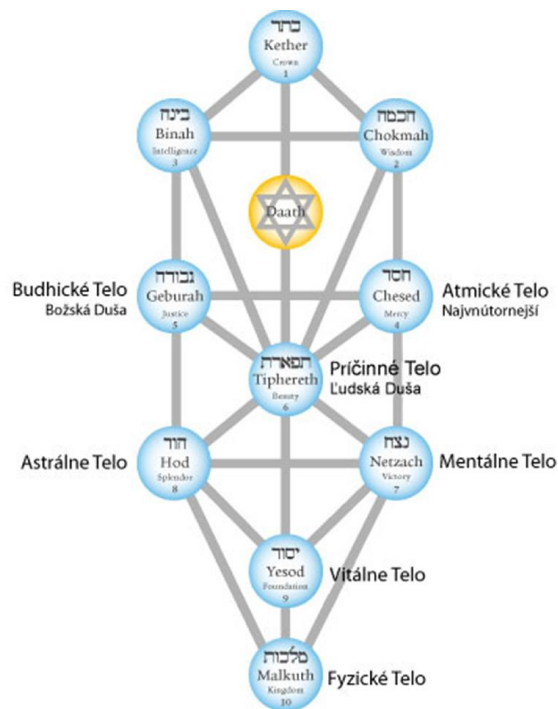 כתר
Kether
Crown
1
בינה
Binah
Intelligence
3
חכמה
Chokmah
Wisdom
2
Daath
Budhické Telo
Božská Duša
גבורה
Geburah
Justice
5
חסד
Chesed
Mercy
4
Atmické Telo
Najvnútornejší
תפארת
Tiphereth
Beauty
6
Príčinné Telo
Ľudská Duša
Astrálne Telo
הוד
Hod
Splendor
8
נצח
Netzach
Victory
7
Mentálne Telo
יסוד
Yesod
Foundation
9
Vitálne Telo
מלכות
Malkuth
Kingdom
10
Fyzické Telo